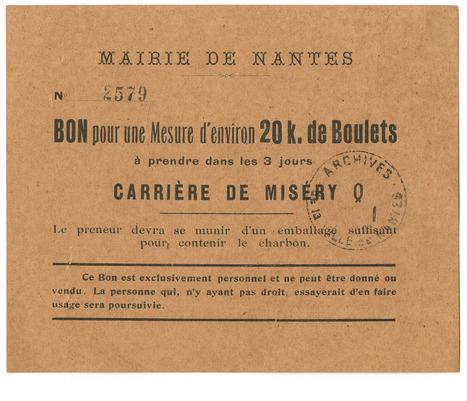 MAIRIE DE NANTES
N° 2579
BON pour une Mesure d'environ 20 k. de Boulets
à prendre dans les 3 jours
CARRIÈRE DE MISÉRY
Le preneur devra se munir d'un emballage suffisant
pour contenir le charbon.
Ce Bon est exclusivement personnel et ne peut être donné ou
vendu. La personne qui, n'y ayant pas droit, essayerait d'en faire
usage sera poursuivie.
ARCHIVES
VILLE DE